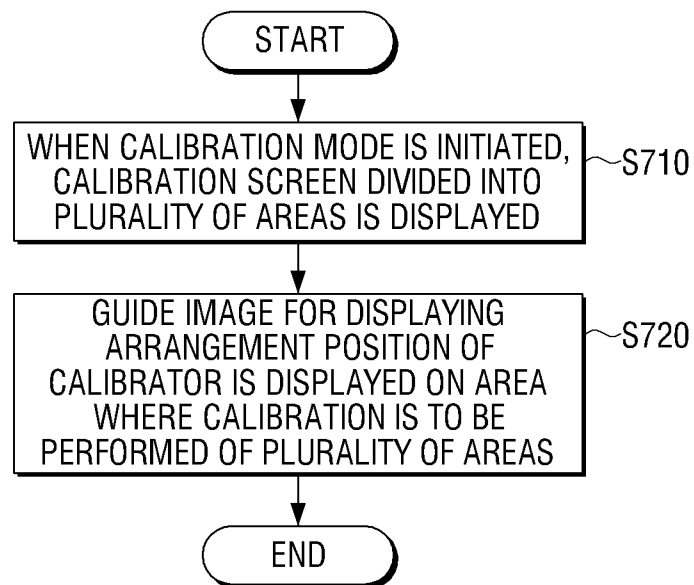 START
WHEN CALIBRATION MODE IS INITIATED,
CALIBRATION SCREEN DIVIDED INTO
PLURALITY OF AREAS IS DISPLAYED
S710
GUIDE IMAGE FOR DISPLAYING
ARRANGEMENT POSITION OF
CALIBRATOR IS DISPLAYED ON AREA
WHERE CALIBRATION IS TO BE
PERFORMED OF PLURALITY OF AREAS
S720
END